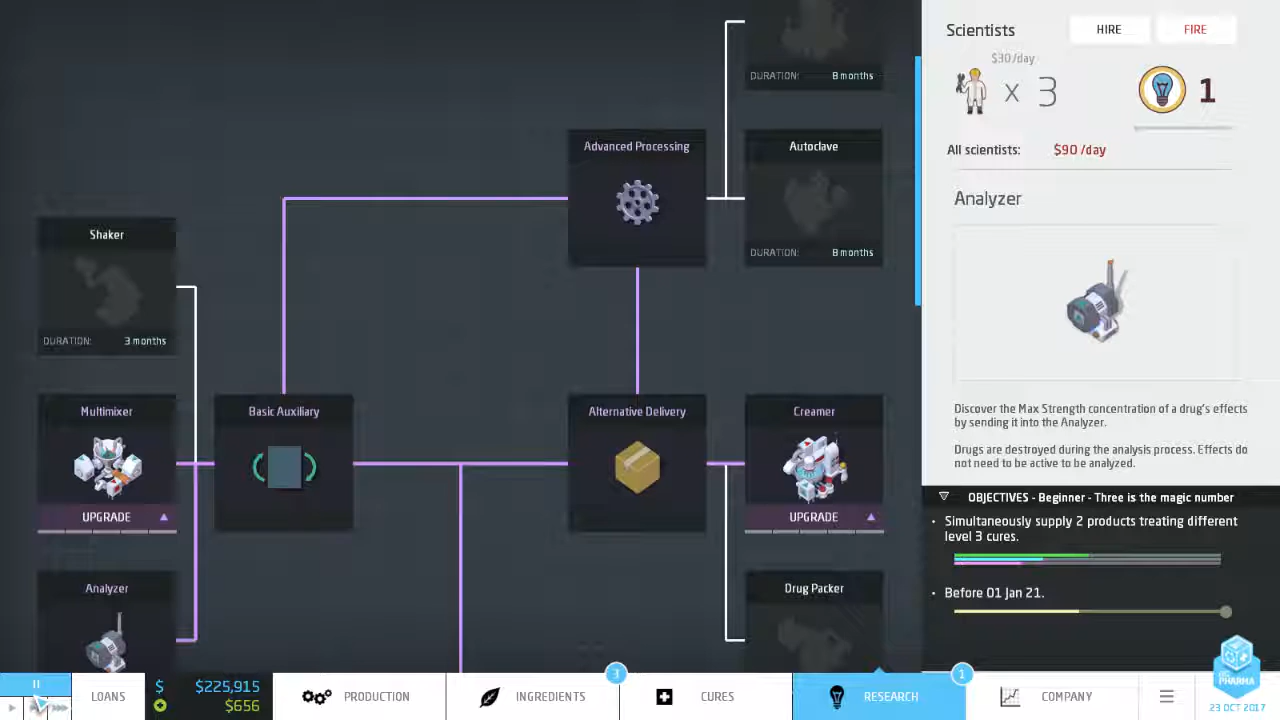 DURATION: 8 months
Advanced Processing
Autoclave
DURATION: 8 months
Shaker
DURATION: 3 months
Multimixer
UPGRADE
Basic Auxiliary
Alternative Delivery
Creamer
UPGRADE
Analyzer
Drug Packer
Scientists
HIRE
FIRE
$30/day
x 3
1
All scientists: $90 /day
Analyzer
Discover the Max Strength concentration of a drug's effects
by sending it into the Analyzer.
Drugs are destroyed during the analysis process. Effects do
not need to be active to be analyzed.
OBJECTIVES - Beginner - Three is the magic number
Simultaneously supply 2 products treating different
level 3 cures.
Before 01 Jan 21.
LOANS
$ $225,915
$656
PRODUCTION
3
INGREDIENTS
CURES
RESEARCH
1
COMPANY
BIG PHARMA
23 OCT 2017